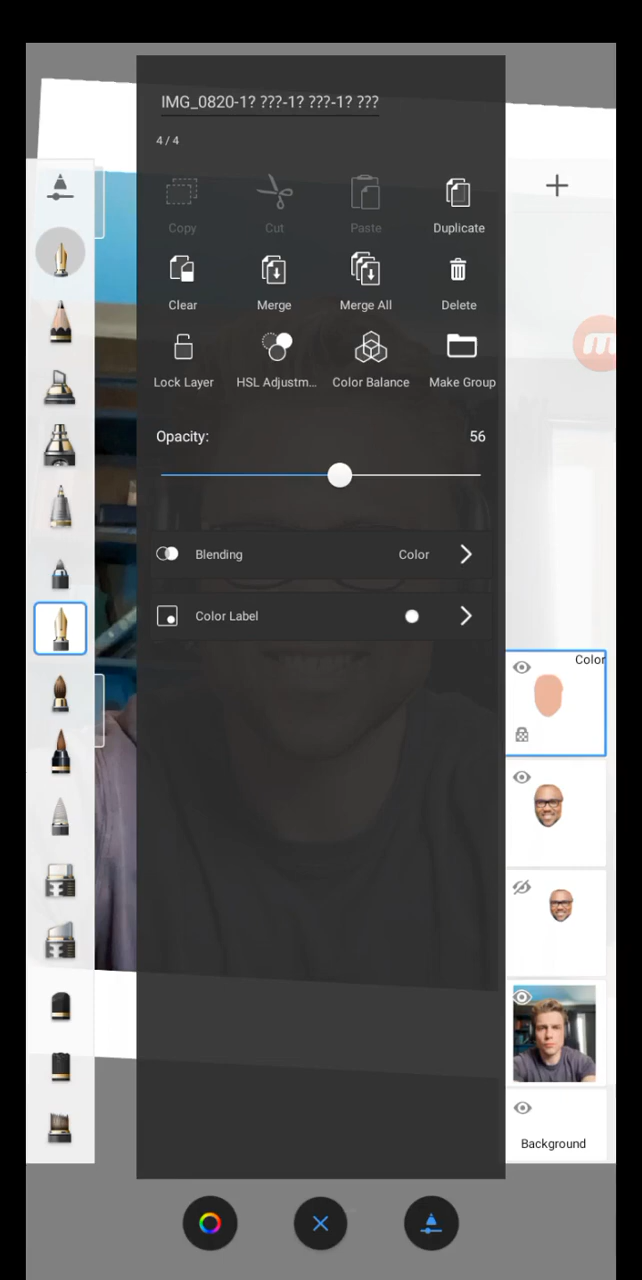 IMG_0820-1? ???-1? ???-1? ???
4 / 4
Copy Cut Paste Duplicate
Clear Merge Merge All Delete
Lock Layer HSL Adjustm... Color Balance Make Group
Opacity: 56
Blending Color
Color Label
Color
Background